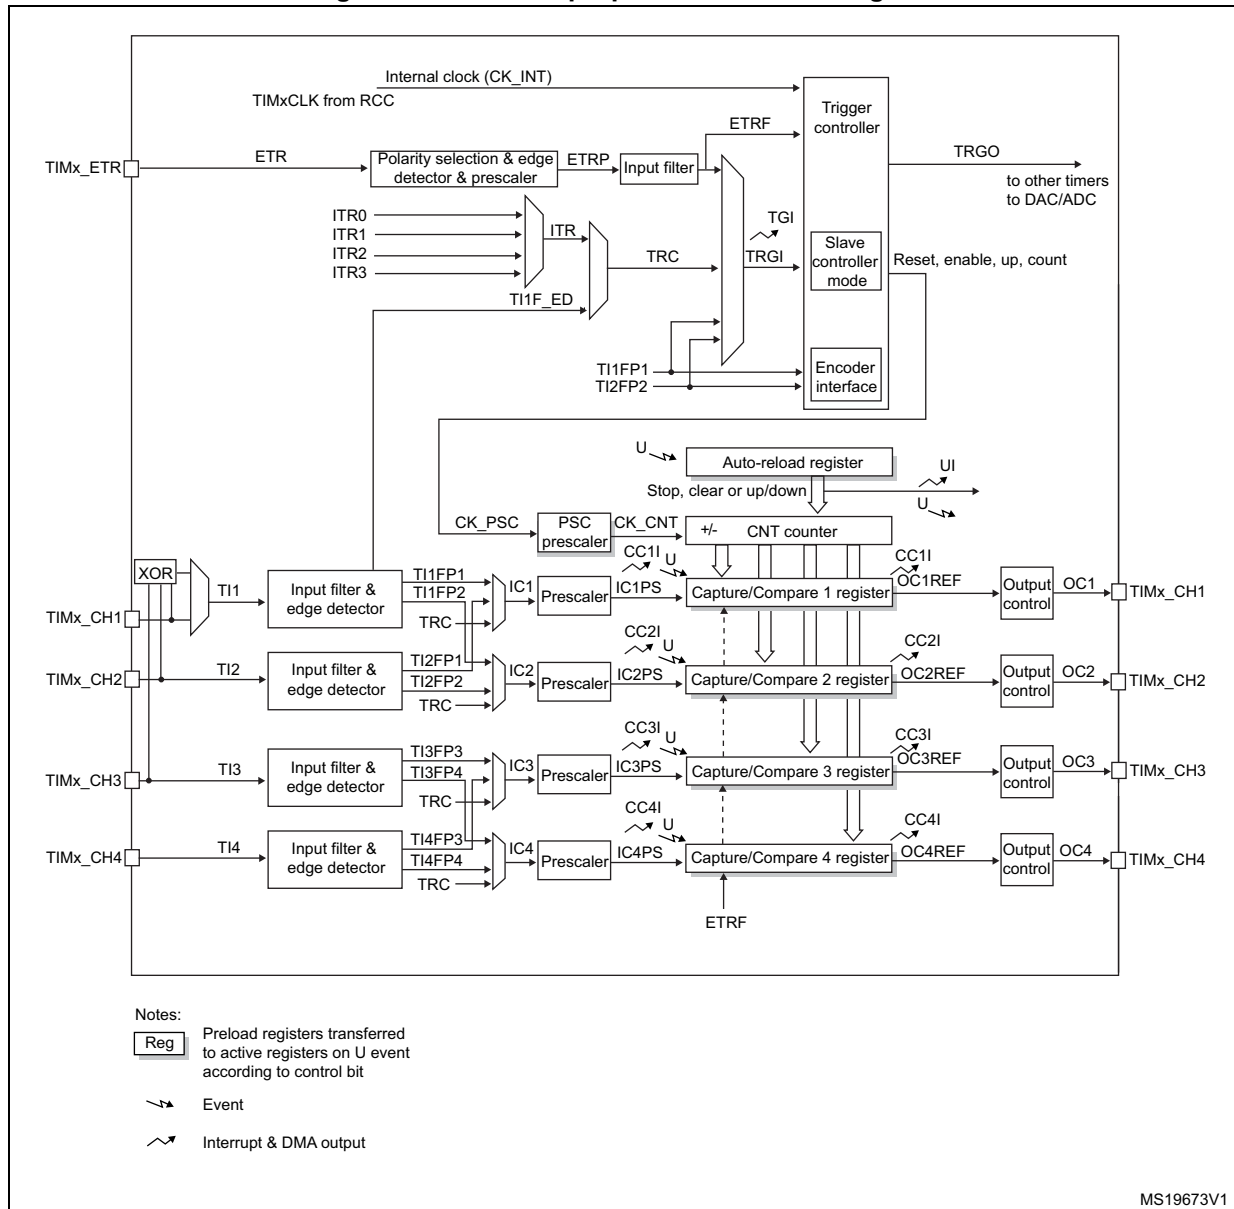 Internal clock (CK_INT)
TIMxCLK from RCC
Trigger
controller
ETRF
TIMx_ETR
ETR
Polarity selection & edge
detector & prescaler
ETRP
Input filter
TRGO
to other timers
to DAC/ADC
ITR0
ITR1
ITR2
ITR3
ITR
TI1F_ED
TRC
TGI
TRGI
Slave
controller
mode
Reset, enable, up, count
TI1FP1
TI2FP2
Encoder
interface
U
Auto-reload register
UI
Stop, clear or up/down
U
CK_PSC
PSC
prescaler
CK_CNT
+/-
CNT counter
XOR
TI1
TIMx_CH1
Input filter &
edge detector
TI1FP1
TI1FP2
TRC
IC1
Prescaler
IC1PS
CC1I
U
Capture/Compare 1 register
CC1I
OC1REF
Output
control
OC1
TIMx_CH1
TIMx_CH2
TI2
Input filter &
edge detector
TI2FP1
TI2FP2
TRC
IC2
Prescaler
IC2PS
CC2I
U
Capture/Compare 2 register
CC2I
OC2REF
Output
control
OC2
TIMx_CH2
TIMx_CH3
TI3
Input filter &
edge detector
TI3FP3
TI3FP4
TRC
IC3
Prescaler
IC3PS
CC3I
U
Capture/Compare 3 register
CC3I
OC3REF
Output
control
OC3
TIMx_CH3
TIMx_CH4
TI4
Input filter &
edge detector
TI4FP3
TI4FP4
TRC
IC4
Prescaler
IC4PS
CC4I
U
Capture/Compare 4 register
CC4I
OC4REF
Output
control
OC4
TIMx_CH4
ETRF
Notes:
Reg
Preload registers transferred
to active registers on U event
according to control bit
Event
Interrupt & DMA output
MS19673V1